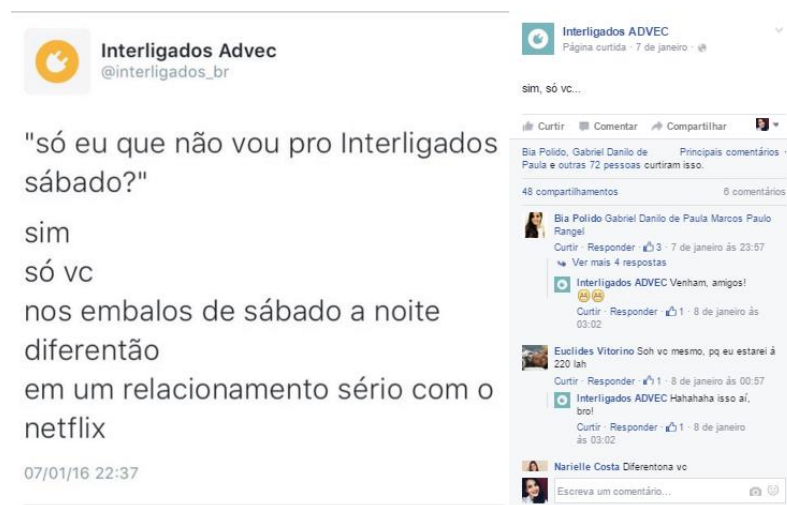 Interligados Advec
@interligados_br
"só eu que não vou pro Interligados
sábado?"
sim
só vc
nos embalos de sábado a noite
diferentão
em um relacionamento sério com o
netflix
07/01/16 22:37
Interligados ADVEC
Página curtida · 7 de janeiro ·
sim, só vc...
Curtir Comentar Compartilhar
Bia Polido, Gabriel Danilo de Paula e outras 72 pessoas curtiram isso.
Principais comentários
48 compartilhamentos 6 comentários
Bia Polido Gabriel Danilo de Paula Marcos Paulo
Rangel
Curtir · Responder · 3 · 7 de janeiro às 23:57
Ver mais 4 respostas
Interligados ADVEC Venham, amigos!
Curtir · Responder · 1 · 8 de janeiro às
03:02
Euclides Vitorino Soh vc mesmo, pq eu estarei á
220 lah
Curtir · Responder · 1 · 8 de janeiro às 00:57
Interligados ADVEC Hahahaha isso aí,
bro!
Curtir · Responder · 1 · 8 de janeiro
às 03:02
Narielle Costa Diferentona vc
Escreva um comentário...